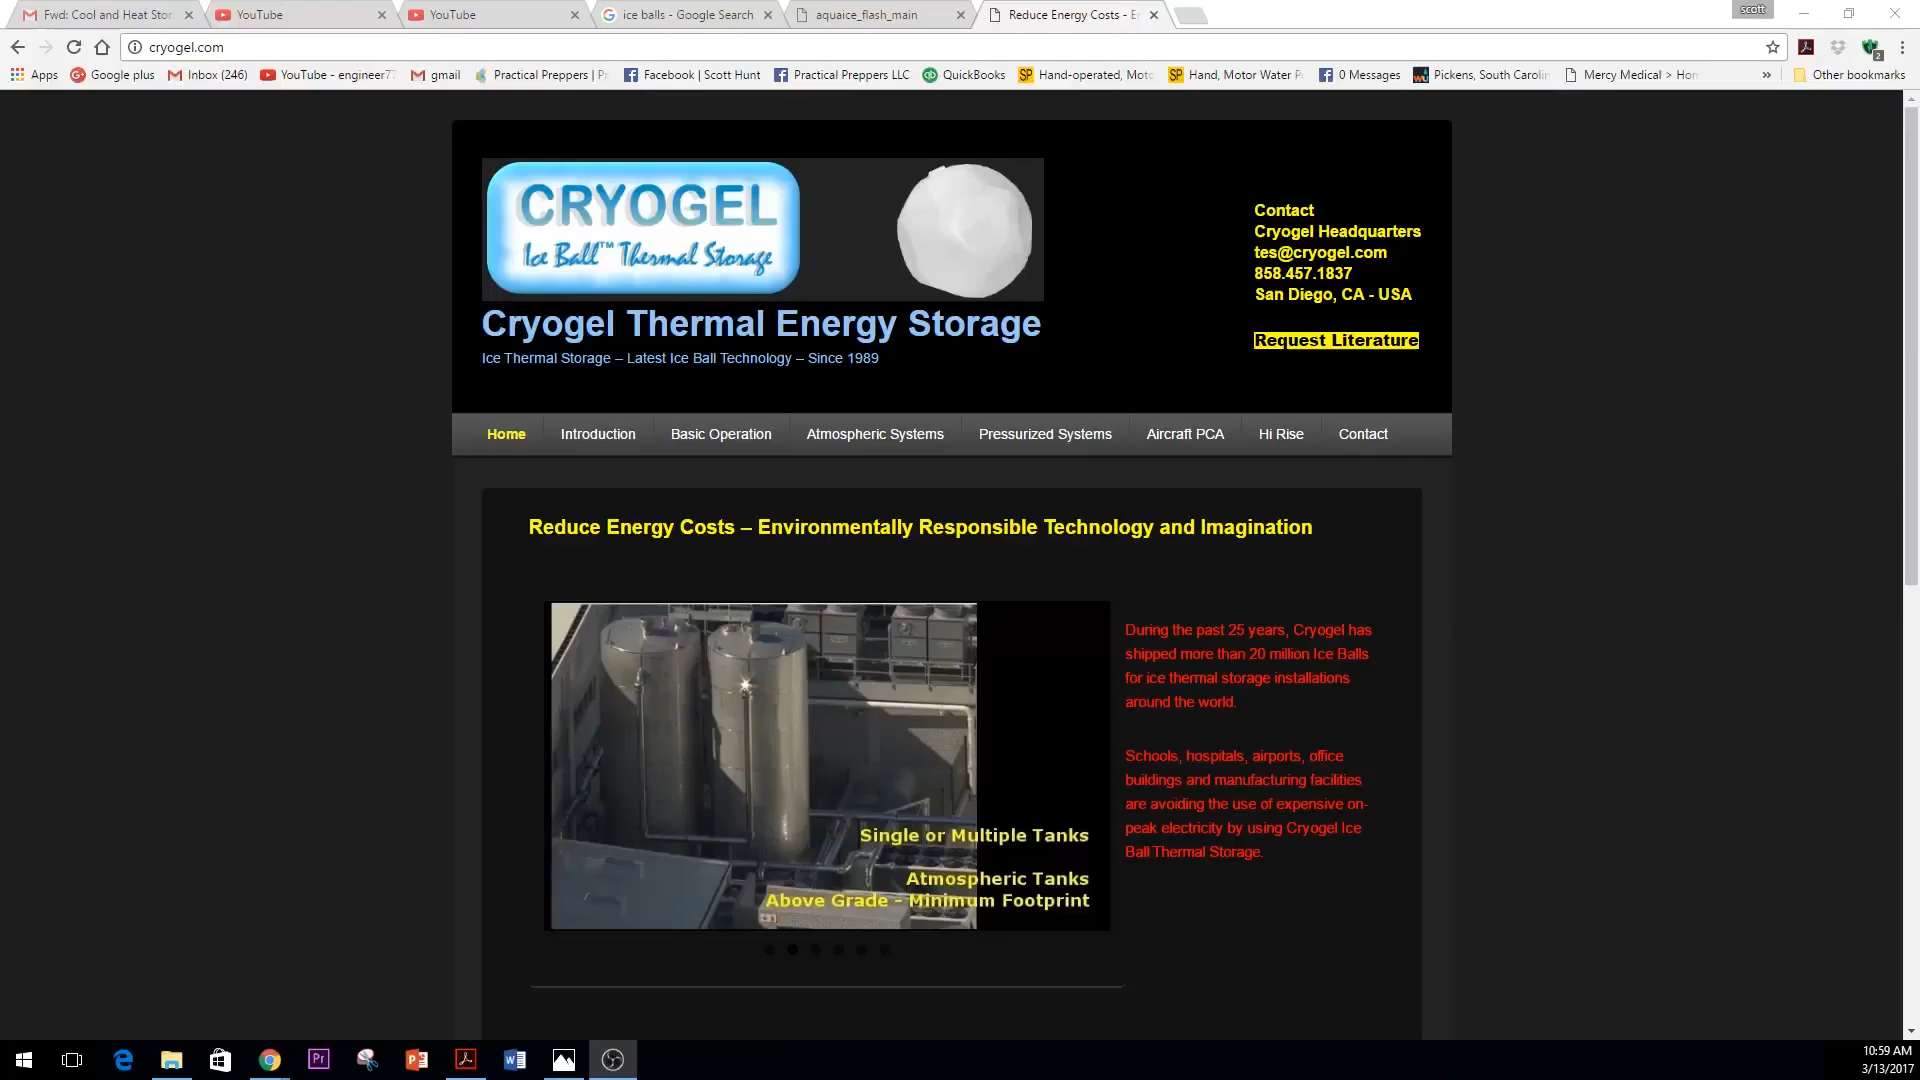 Fwd: Cool and Heat Stor
YouTube
YouTube
ice balls - Google Search
aquaice_flash_main
Reduce Energy Costs - E
scott
cryogel.com
2
Apps
Google plus
Inbox (246)
YouTube - engineer77
gmail
Practical Preppers | P
Facebook | Scott Hunt
Practical Preppers LLC
QuickBooks
Hand-operated, Moto
Hand, Motor Water P
0 Messages
Pickens, South Carolin
Mercy Medical > Hom
»
Other bookmarks
CRYOGEL
Ice Ball™ Thermal Storage
Cryogel Thermal Energy Storage
Ice Thermal Storage – Latest Ice Ball Technology – Since 1989
Contact
Cryogel Headquarters
tes@cryogel.com
858.457.1837
San Diego, CA - USA
Request Literature
Home
Introduction
Basic Operation
Atmospheric Systems
Pressurized Systems
Aircraft PCA
Hi Rise
Contact
Reduce Energy Costs – Environmentally Responsible Technology and Imagination
Single or Multiple Tanks
Atmospheric Tanks
Above Grade - Minimum Footprint
During the past 25 years, Cryogel has
shipped more than 20 million Ice Balls
for ice thermal storage installations
around the world.
Schools, hospitals, airports, office
buildings and manufacturing facilities
are avoiding the use of expensive on-
peak electricity by using Cryogel Ice
Ball Thermal Storage.
10:59 AM
3/13/2017